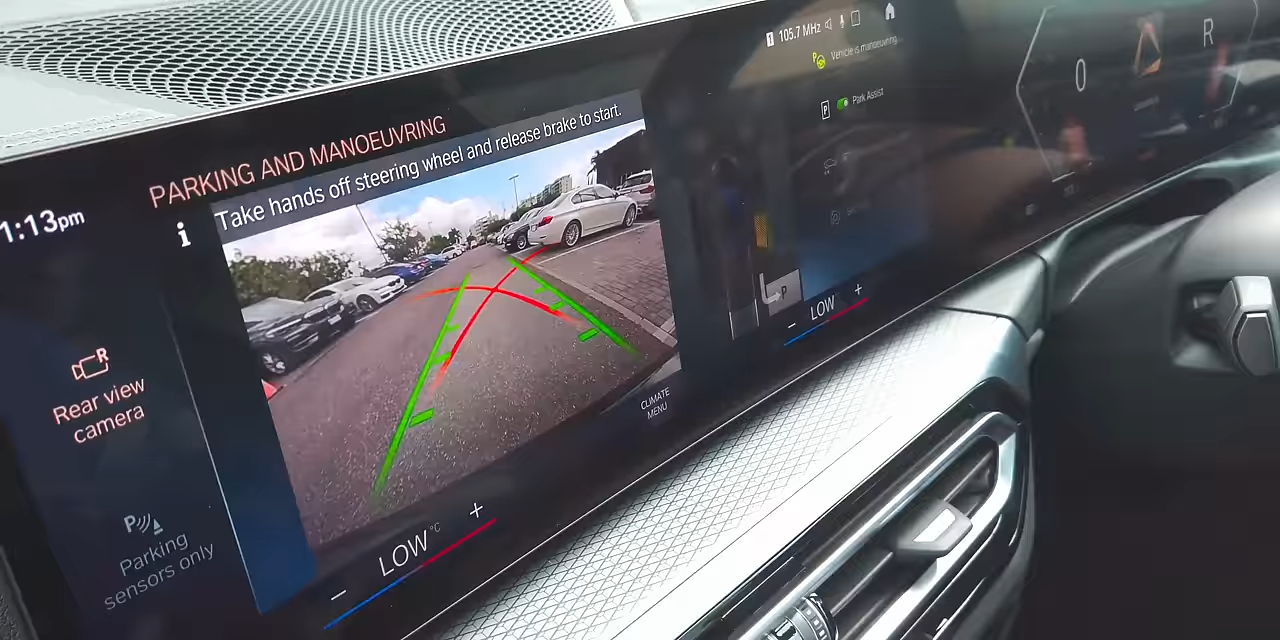 1:13pm
PARKING AND MANOEUVRING
i
Take hands off steering wheel and release brake to start.
R
Rear view
camera
P
Parking
sensors only
− LOW °C +
CLIMATE
MENU
105.7 MHz
P
Vehicle is manoeuvring
P
Park Assist
P
− LOW +
0
R